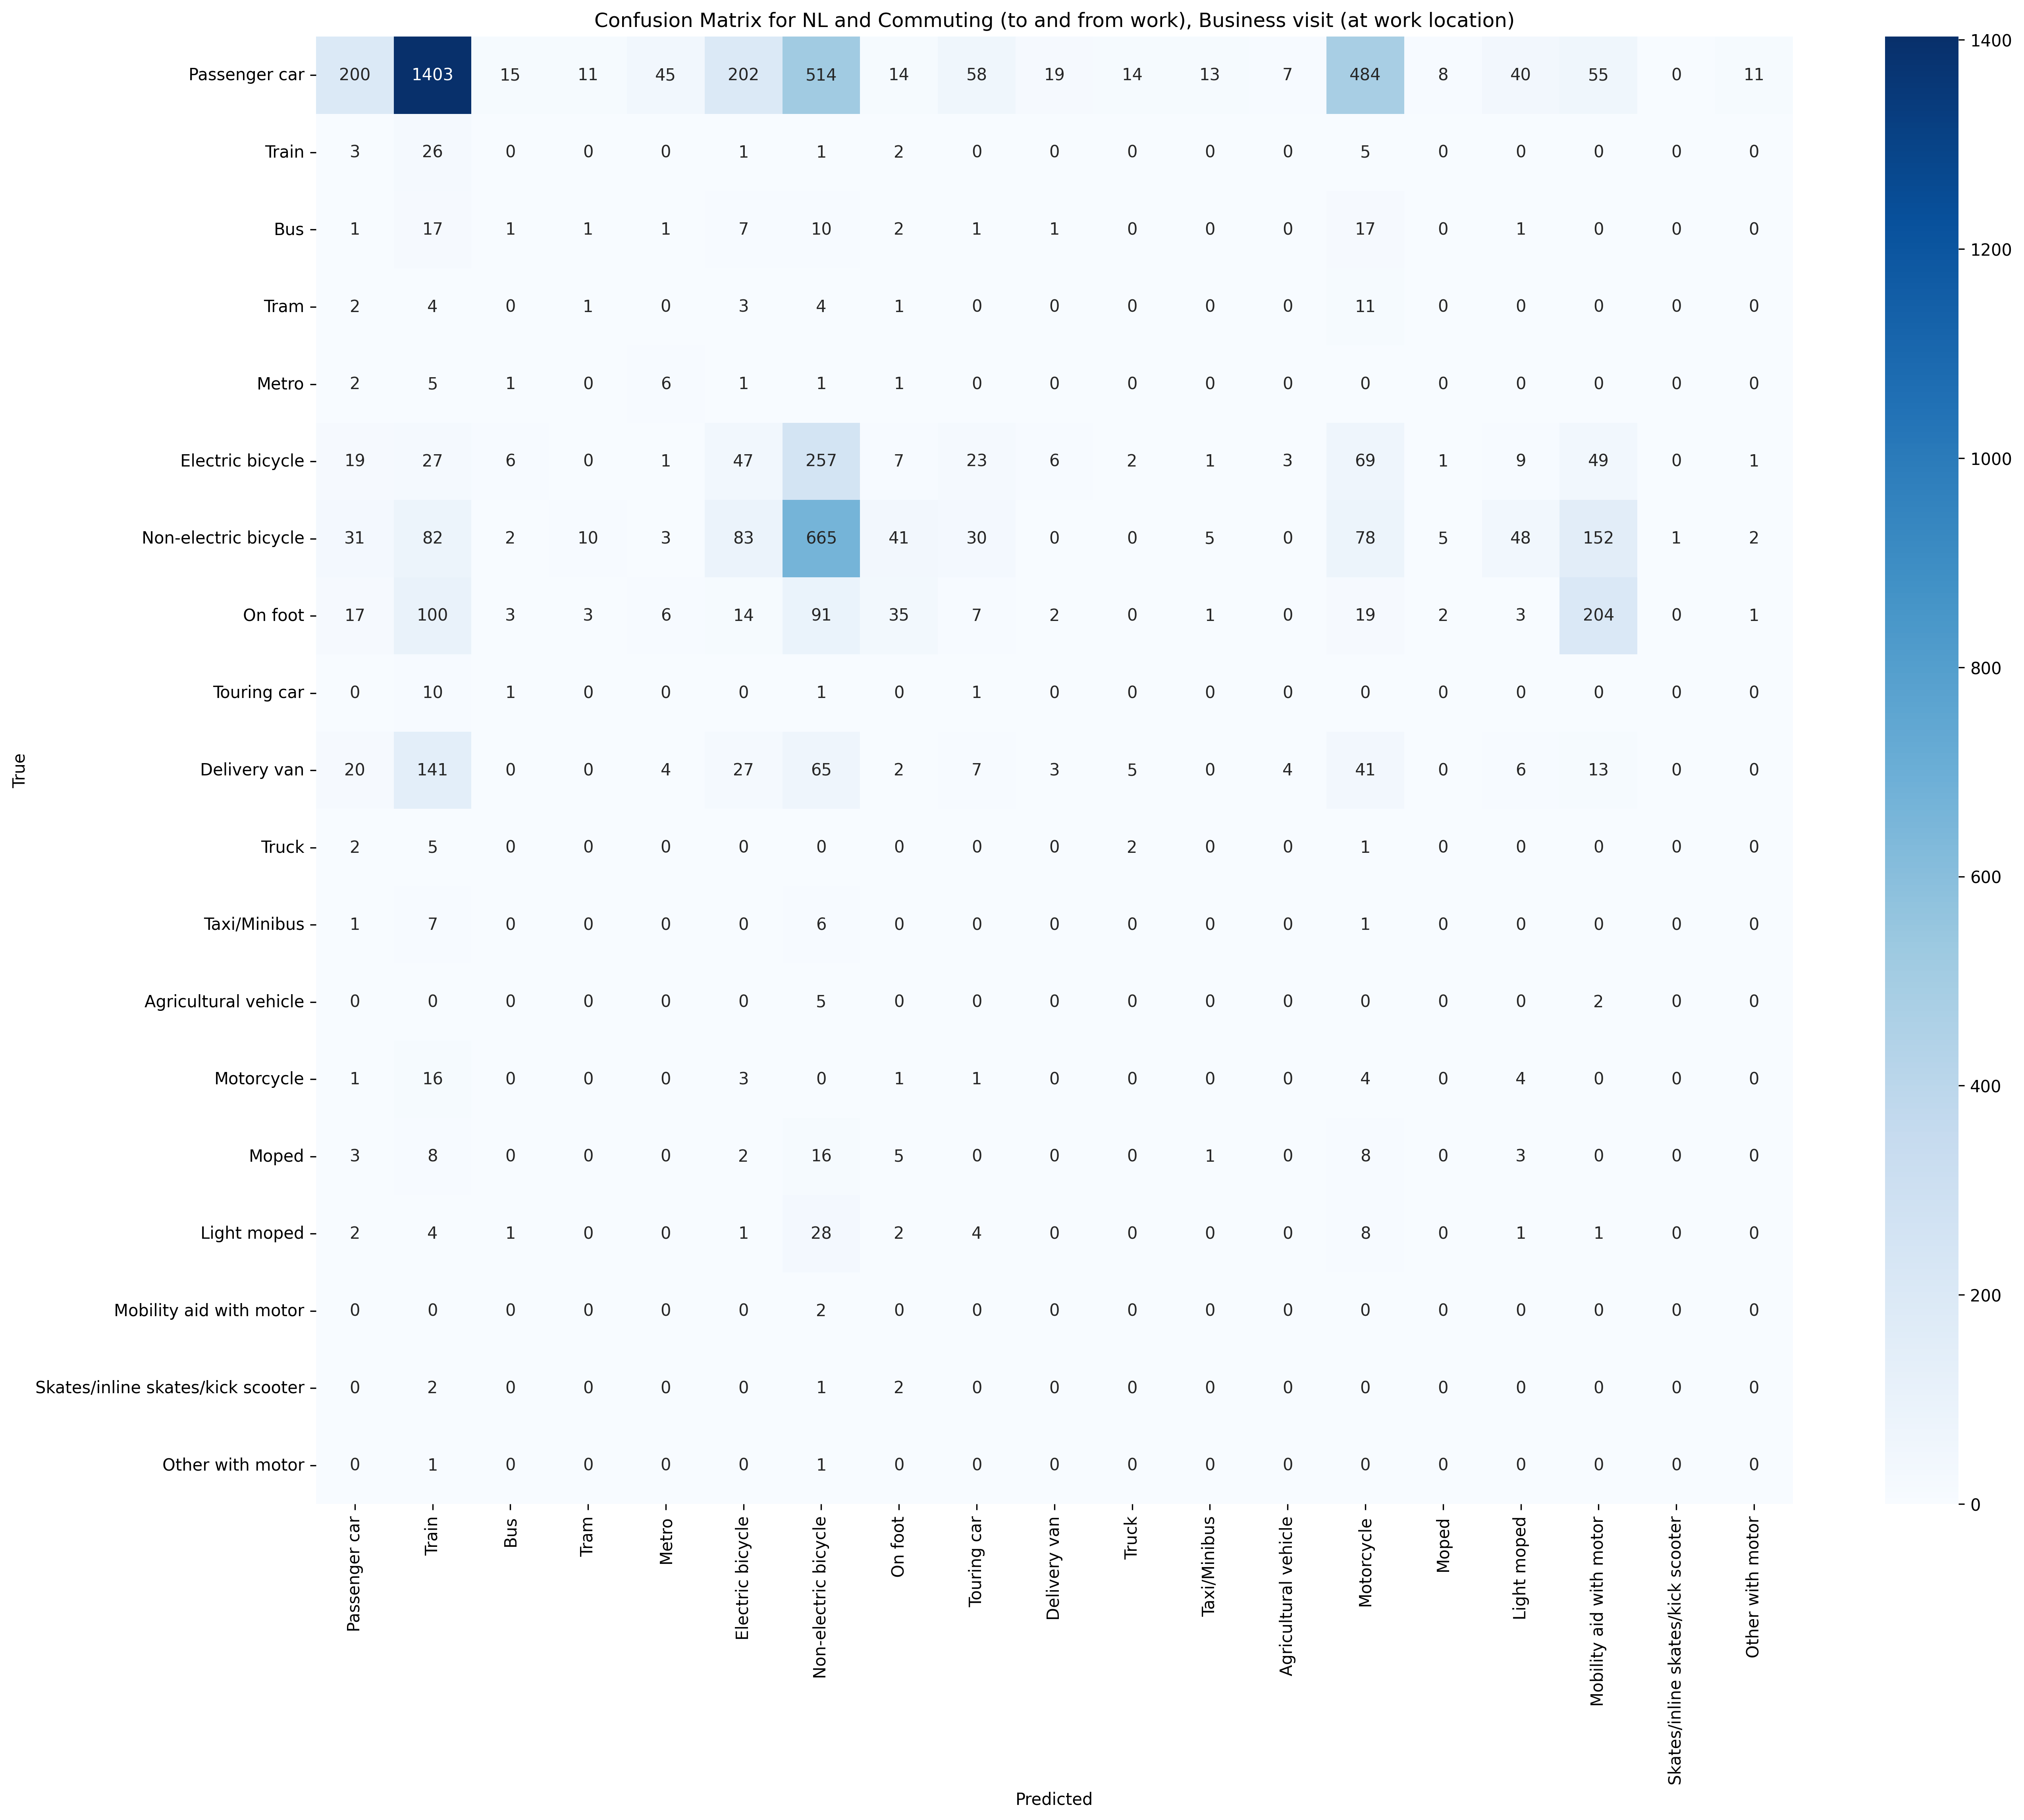 Confusion Matrix for NL and Commuting (to and from work), Business visit (at work location)
Passenger car 200 1403 15 11 45 202 514 14 58 19 14 13 7 484 8 40 55 0 11
Train 3 26 0 0 0 1 1 2 0 0 0 0 0 5 0 0 0 0 0
Bus 1 17 1 1 1 7 10 2 1 1 0 0 0 17 0 1 0 0 0
Tram 2 4 0 1 0 3 4 1 0 0 0 0 0 11 0 0 0 0 0
Metro 2 5 1 0 6 1 1 1 0 0 0 0 0 0 0 0 0 0 0
Electric bicycle 19 27 6 0 1 47 257 7 23 6 2 1 3 69 1 9 49 0 1
Non-electric bicycle 31 82 2 10 3 83 665 41 30 0 0 5 0 78 5 48 152 1 2
On foot 17 100 3 3 6 14 91 35 7 2 0 1 0 19 2 3 204 0 1
Touring car 0 10 1 0 0 0 1 0 1 0 0 0 0 0 0 0 0 0 0
Delivery van 20 141 0 0 4 27 65 2 7 3 5 0 4 41 0 6 13 0 0
Truck 2 5 0 0 0 0 0 0 0 0 2 0 0 1 0 0 0 0 0
Taxi/Minibus 1 7 0 0 0 0 6 0 0 0 0 0 0 1 0 0 0 0 0
Agricultural vehicle 0 0 0 0 0 0 5 0 0 0 0 0 0 0 0 0 2 0 0
Motorcycle 1 16 0 0 0 3 0 1 1 0 0 0 0 4 0 4 0 0 0
Moped 3 8 0 0 0 2 16 5 0 0 0 1 0 8 0 3 0 0 0
Light moped 2 4 1 0 0 1 28 2 4 0 0 0 0 8 0 1 1 0 0
Mobility aid with motor 0 0 0 0 0 0 2 0 0 0 0 0 0 0 0 0 0 0 0
Skates/inline skates/kick scooter 0 2 0 0 0 0 1 2 0 0 0 0 0 0 0 0 0 0 0
Other with motor 0 1 0 0 0 0 1 0 0 0 0 0 0 0 0 0 0 0 0
True
Passenger car
Train
Bus
Tram
Metro
Electric bicycle
Non-electric bicycle
On foot
Touring car
Delivery van
Truck
Taxi/Minibus
Agricultural vehicle
Motorcycle
Moped
Light moped
Mobility aid with motor
Skates/inline skates/kick scooter
Other with motor
Predicted
1400
1200
1000
800
600
400
200
0